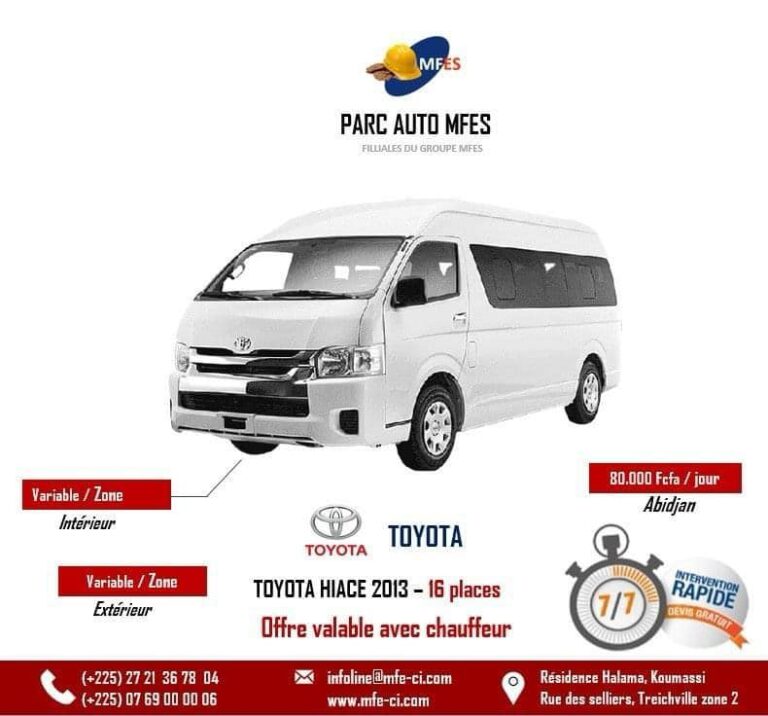 MFES
PARC AUTO MFES
FILLIALES DU GROUPE MFES
Variable / Zone
Intérieur
80.000 Fcfa / jour
Abidjan
TOYOTA
TOYOTA
Variable / Zone
Extérieur
TOYOTA HIACE 2013 – 16 places
Offre valable avec chauffeur
7/7
INTERVENTION
RAPIDE
DEVIS GRATUIT
(+225) 27 21 36 78 04
(+225) 07 69 00 00 06
infoline@mfe-ci.com
www.mfe-ci.com
Résidence Halama, Koumassi
Rue des selliers, Treichville zone 2